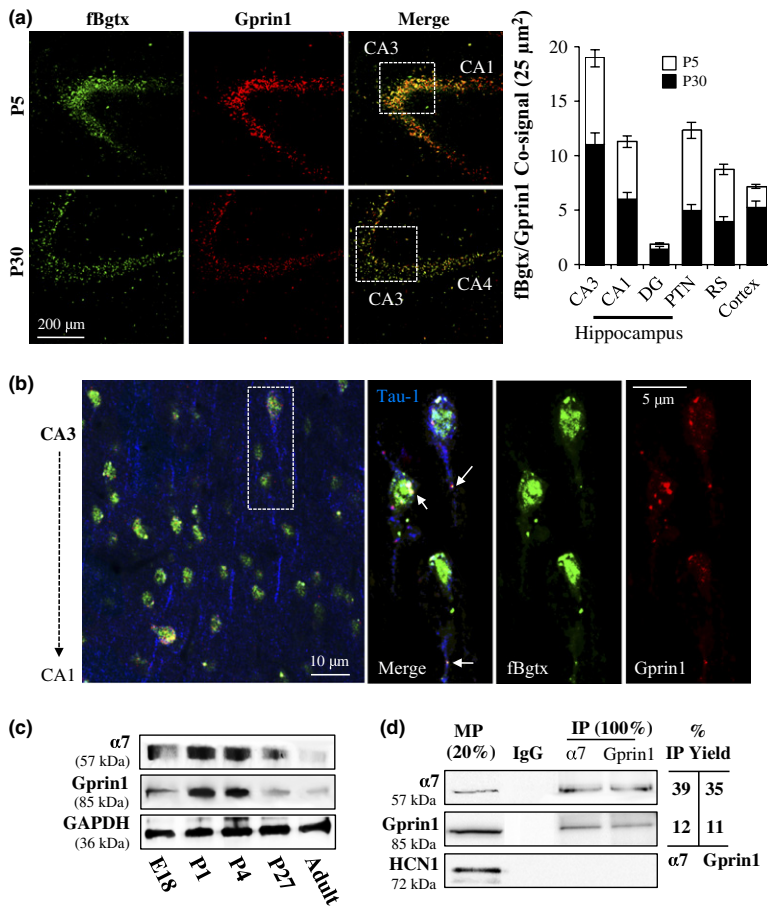 (a)
fBgtx Gprin1 Merge
P5
CA3
CA1
P30
CA3
CA4
200 μm
fBgtx/Gprin1 Co-signal (25 μm²)
20
15
10
5
0
P5
P30
CA3 CA1 DG PTN RS Cortex
Hippocampus
(b)
CA3
CA1
10 μm
Tau-1
Merge
fBgtx
5 μm
Gprin1
(c)
α7
(57 kDa)
Gprin1
(85 kDa)
GAPDH
(36 kDa)
E18 P1 P4 P27 Adult
(d)
MP
(20%)
IgG
IP (100%)
α7 Gprin1
%
IP Yield
α7
57 kDa
39 35
Gprin1
85 kDa
12 11
HCN1
72 kDa
α7 Gprin1